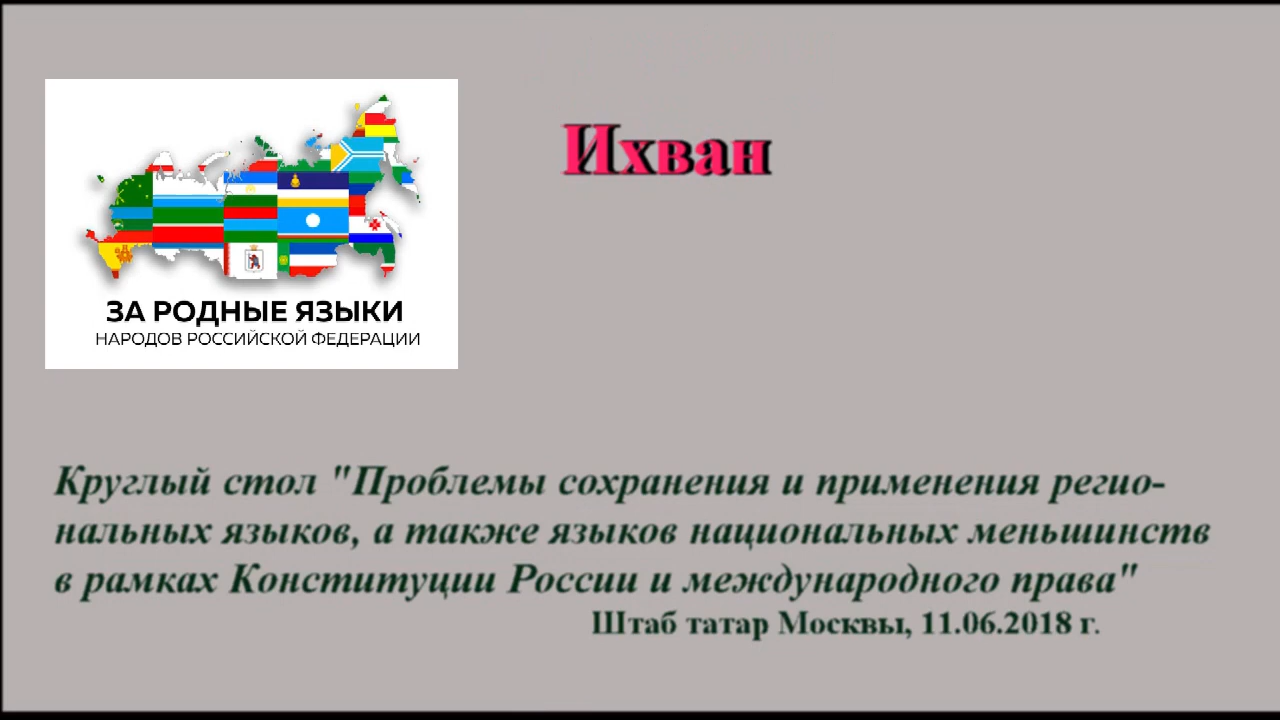 Ихван
ЗА РОДНЫЕ ЯЗЫКИ
НАРОДОВ РОССИЙСКОЙ ФЕДЕРАЦИИ
Круглый стол "Проблемы сохранения и применения регио-
нальных языков, а также языков национальных меньшинств
в рамках Конституции России и международного права"
Штаб татар Москвы, 11.06.2018 г.